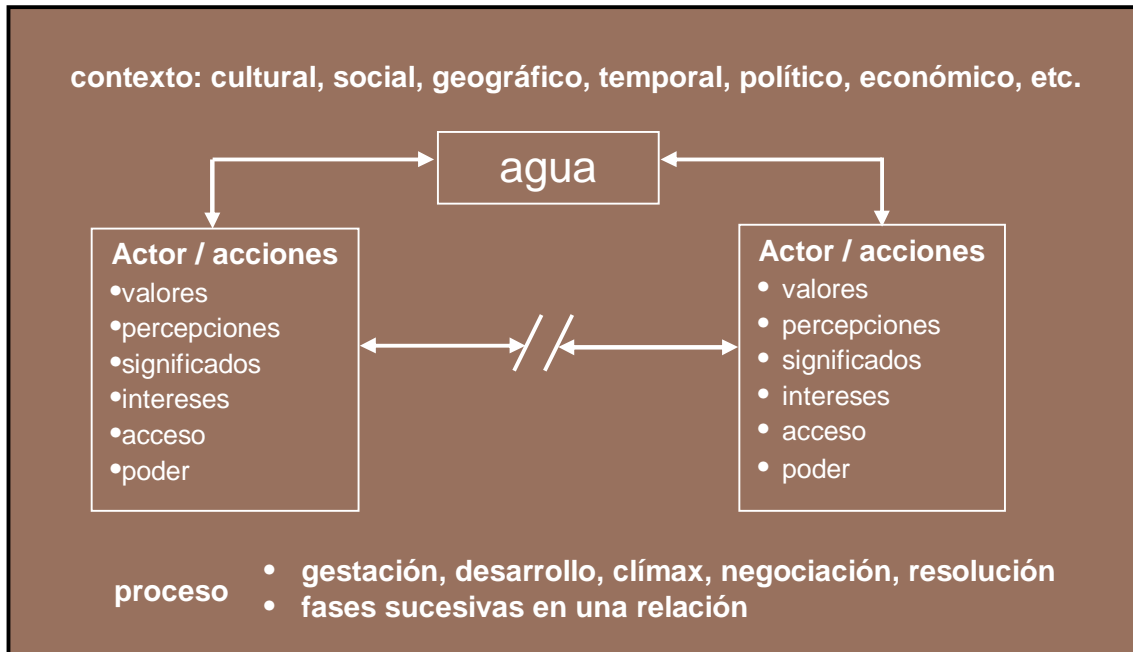 contexto: cultural, social, geográfico, temporal, político, económico, etc.
agua
Actor / acciones
•valores
•percepciones
•significados
•intereses
•acceso
•poder
Actor / acciones
• valores
• percepciones
• significados
• intereses
• acceso
• poder
proceso
• gestación, desarrollo, clímax, negociación, resolución
• fases sucesivas en una relación